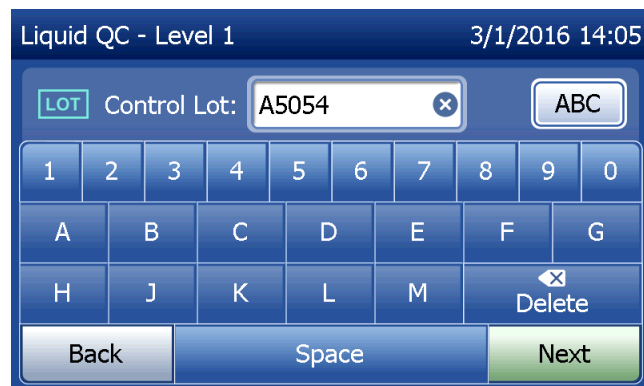 Liquid QC - Level 1 3/1/2016 14:05
LOT Control Lot: A5054 ABC
1 2 3 4 5 6 7 8 9 0
A B C D E F G
H J K L M Delete
Back Space Next